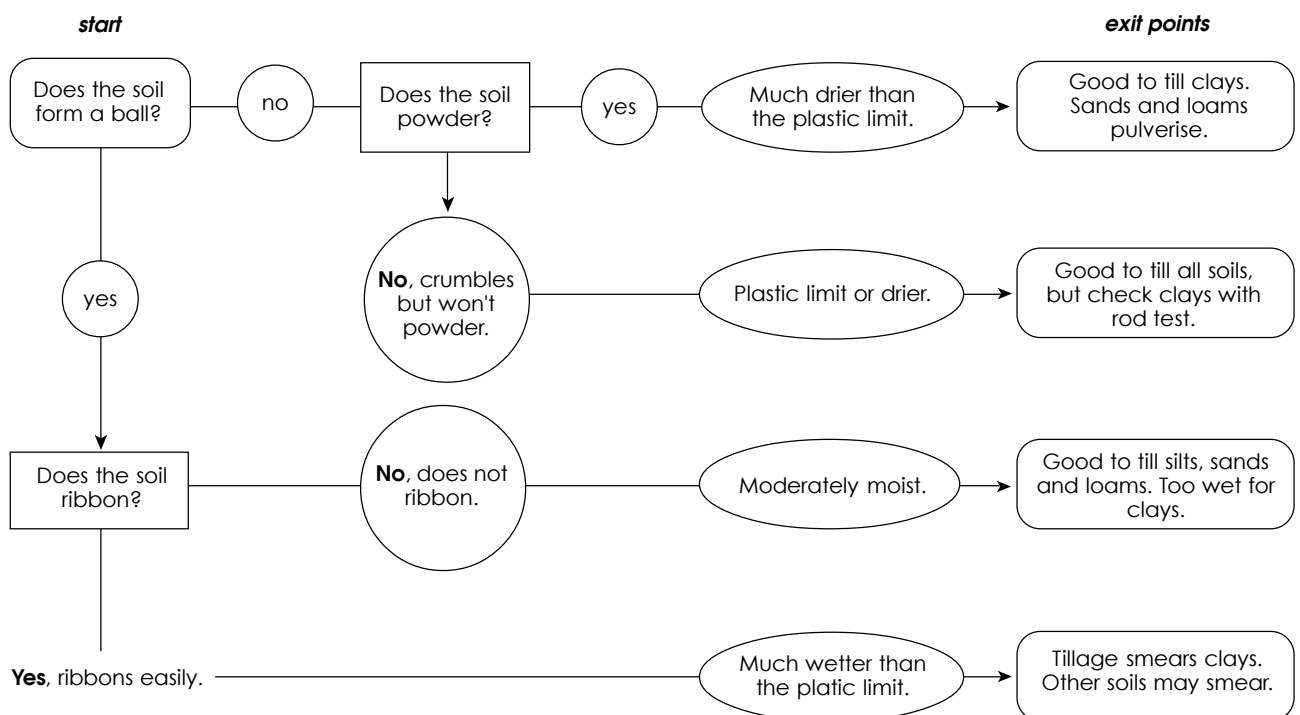 start
exit points
Does the soil
form a ball?
no
Does the soil
powder?
yes
Much drier than
the plastic limit.
Good to till clays.
Sands and loams
pulverise.
yes
No, crumbles
but won't
powder.
Plastic limit or drier.
Good to till all soils,
but check clays with
rod test.
Does the soil
ribbon?
No, does not
ribbon.
Moderately moist.
Good to till silts, sands
and loams. Too wet for
clays.
Yes, ribbons easily.
Much wetter than
the platic limit.
Tillage smears clays.
Other soils may smear.